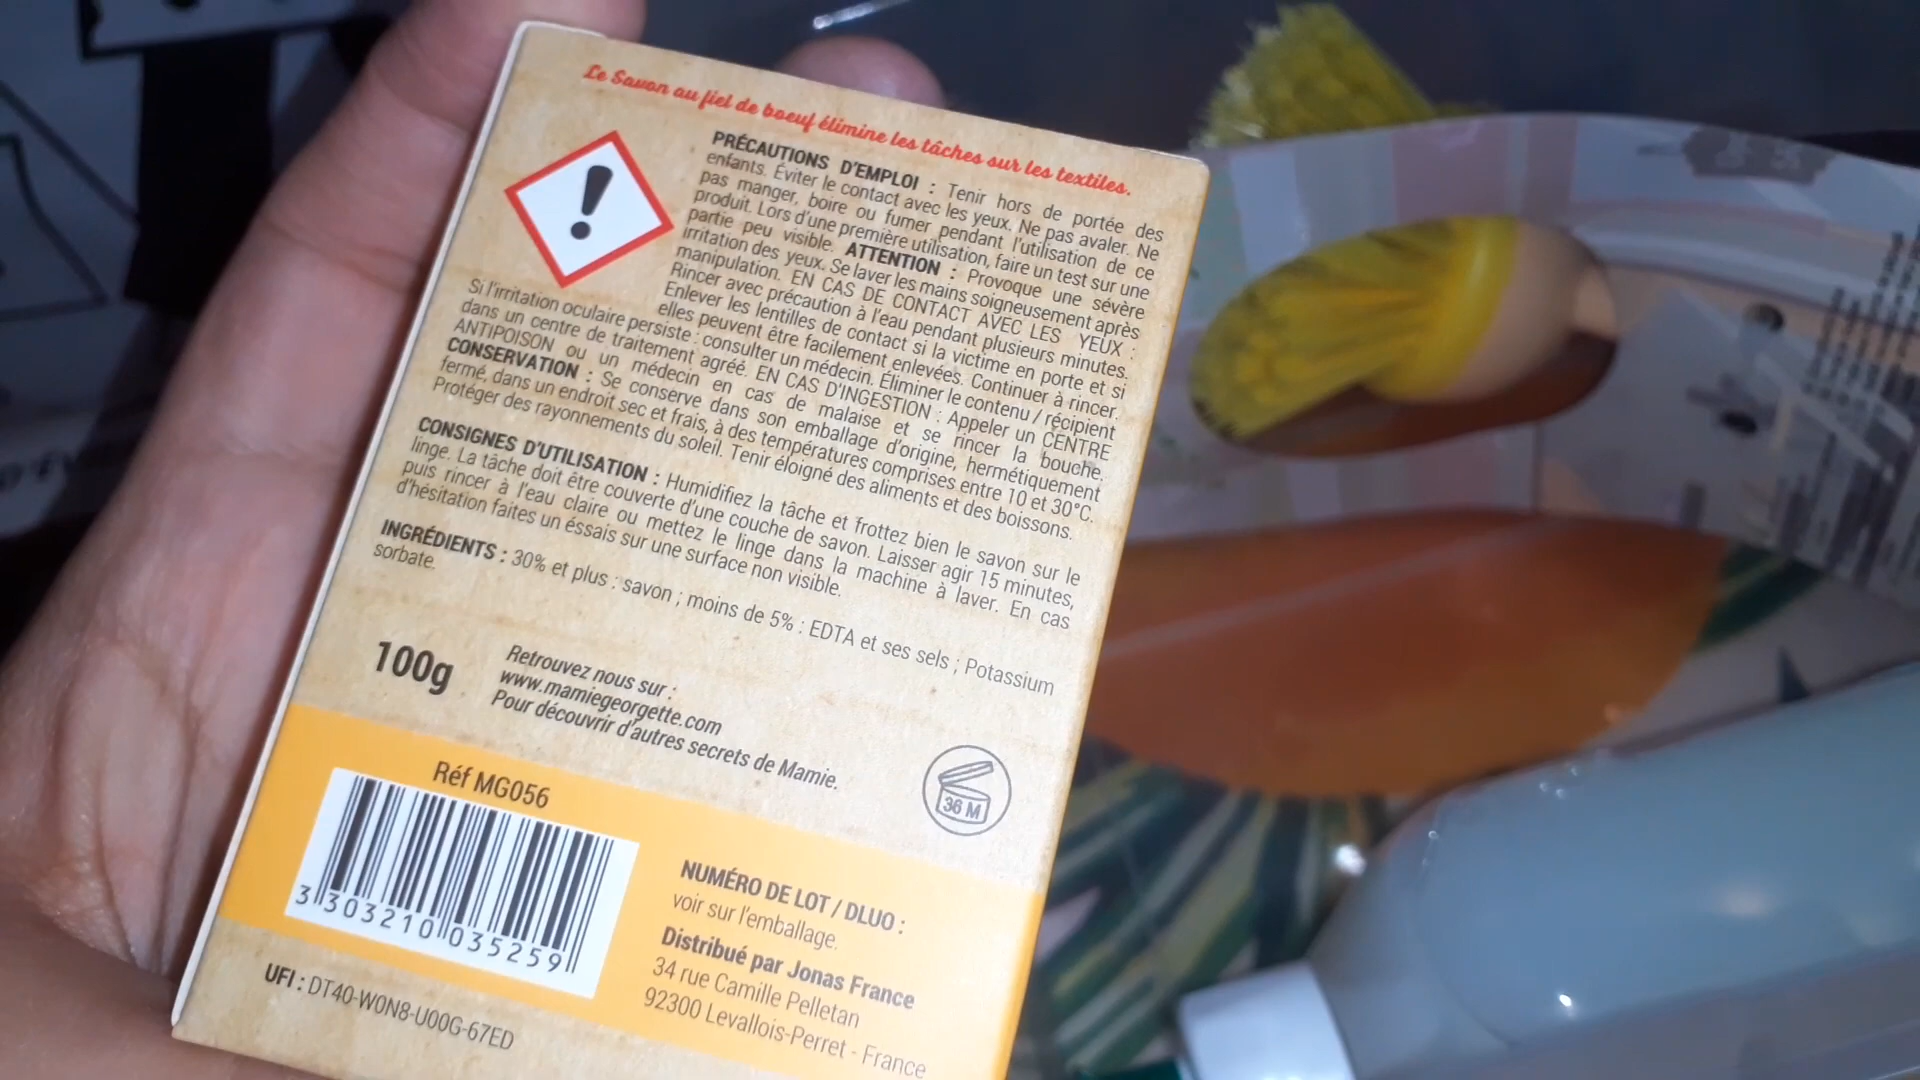 Le Savon au fiel de boeuf élimine les tâches sur les textiles.
PRÉCAUTIONS D'EMPLOI : Tenir hors de portée des
enfants. Éviter le contact avec les yeux. Ne pas avaler. Ne
pas manger, boire ou fumer pendant l'utilisation de ce
produit. Lors d'une première utilisation, faire un test sur une
partie peu visible. ATTENTION : Provoque une sévère
irritation des yeux. Se laver les mains soigneusement après
manipulation. EN CAS DE CONTACT AVEC LES YEUX :
Rincer avec précaution à l'eau pendant plusieurs minutes.
Enlever les lentilles de contact si la victime en porte et si
elles peuvent être facilement enlevées. Continuer à rincer.
Si l'irritation oculaire persiste : consulter un médecin. Éliminer le contenu / récipient
dans un centre de traitement agréé. EN CAS D'INGESTION : Appeler un CENTRE
ANTIPOISON ou un médecin en cas de malaise et se rincer la bouche.
CONSERVATION : Se conserve dans son emballage d'origine, hermétiquement
fermé, dans un endroit sec et frais, à des températures comprises entre 10 et 30°C.
Protéger des rayonnements du soleil. Tenir éloigné des aliments et des boissons.
CONSIGNES D'UTILISATION : Humidifiez la tâche et frottez bien le savon sur le
linge. La tâche doit être couverte d'une couche de savon. Laisser agir 15 minutes,
puis rincer à l'eau claire ou mettez le linge dans la machine à laver. En cas
d'hésitation faites un éssais sur une surface non visible.
INGRÉDIENTS : 30% et plus : savon ; moins de 5% : EDTA et ses sels ; Potassium
sorbate.
100g
Retrouvez nous sur :
www.mamiegeorgette.com
Pour découvrir d'autres secrets de Mamie.
36 M
Réf MG056
3 303210 035259
NUMÉRO DE LOT / DLUO :
voir sur l'emballage.
Distribué par Jonas France
34 rue Camille Pelletan
92300 Levallois-Perret - France
UFI : DT40-W0N8-U00G-67ED